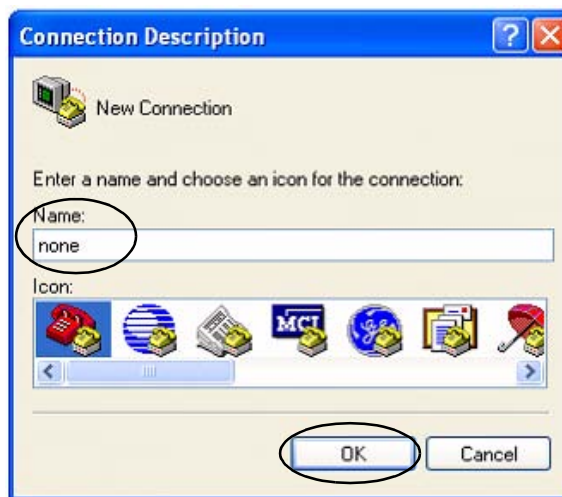 Connection Description
New Connection
Enter a name and choose an icon for the connection:
Name:
none
Icon:
MCI
OK
Cancel